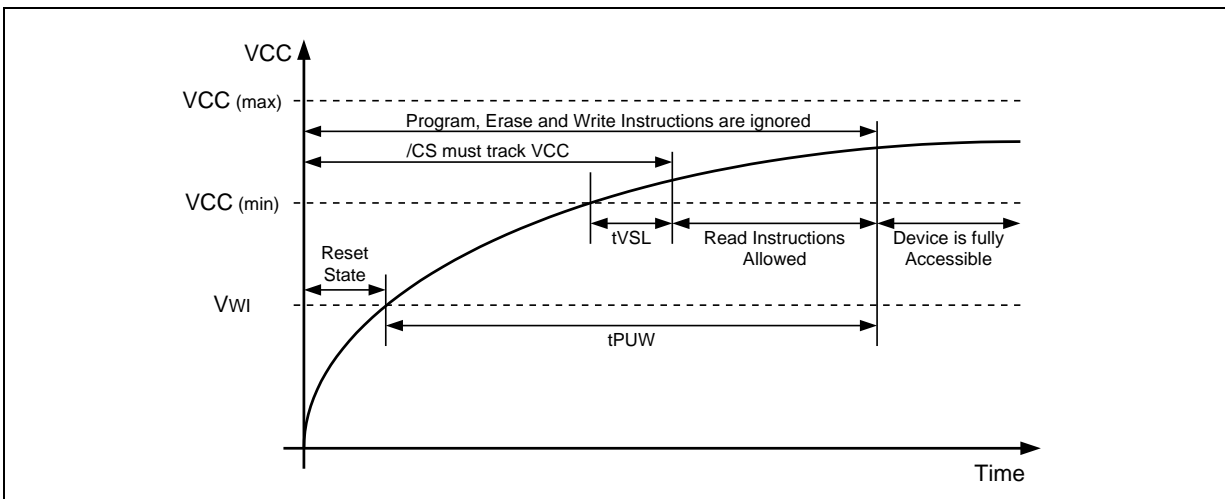 VCC
VCC (max)
Program, Erase and Write Instructions are ignored
/CS must track VCC
VCC (min)
tVSL
Read Instructions
Allowed
Device is fully
Accessible
Reset
State
VWI
tPUW
Time